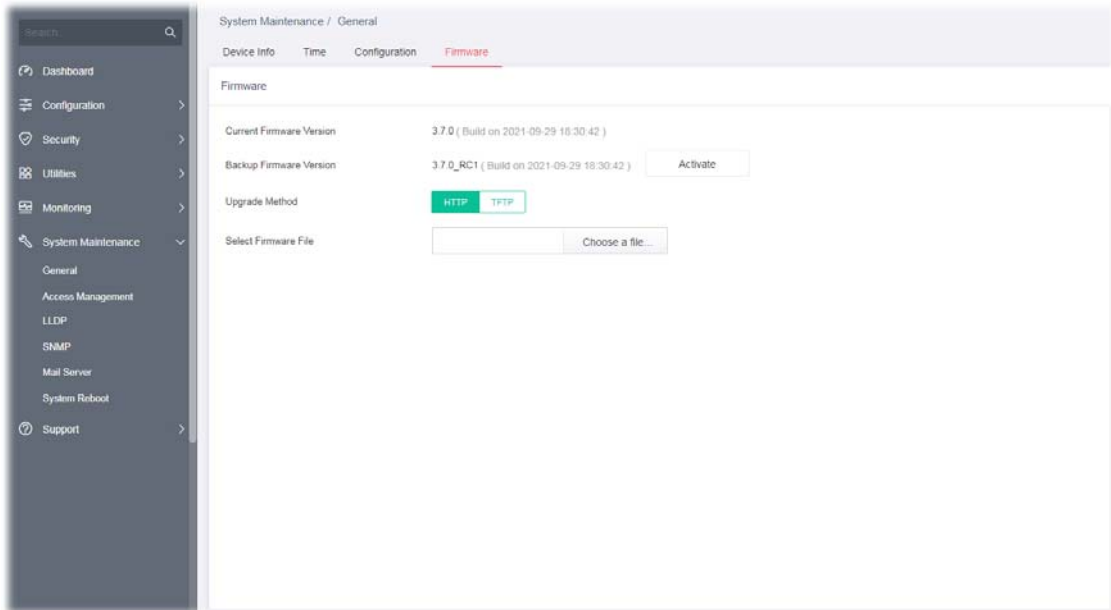 Search...
System Maintenance / General
Device Info Time Configuration Firmware
Dashboard
Configuration
Security
Utilities
Monitoring
System Maintenance
General
Access Management
LLDP
SNMP
Mail Server
System Reboot
Support
Firmware
Current Firmware Version 3.7.0 ( Build on 2021-09-29 18:30:42 )
Backup Firmware Version 3.7.0_RC1 ( Build on 2021-09-29 18:30:42 ) Activate
Upgrade Method HTTP TFTP
Select Firmware File Choose a file...